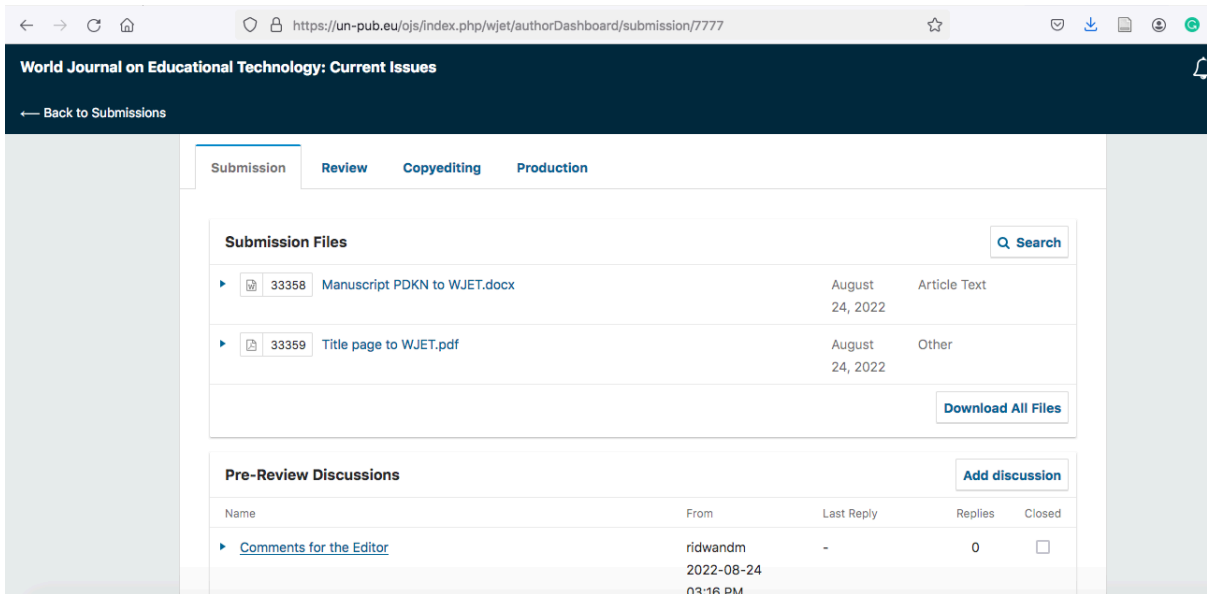 https://un-pub.eu/ojs/index.php/wjet/authorDashboard/submission/7777
World Journal on Educational Technology: Current Issues
← Back to Submissions
Submission Review Copyediting Production
Submission Files Search
33358 Manuscript PDKN to WJET.docx August Article Text
24, 2022
33359 Title page to WJET.pdf August Other
24, 2022
Download All Files
Pre-Review Discussions Add discussion
Name From Last Reply Replies Closed
Comments for the Editor ridwandm - 0
2022-08-24
03:16 PM